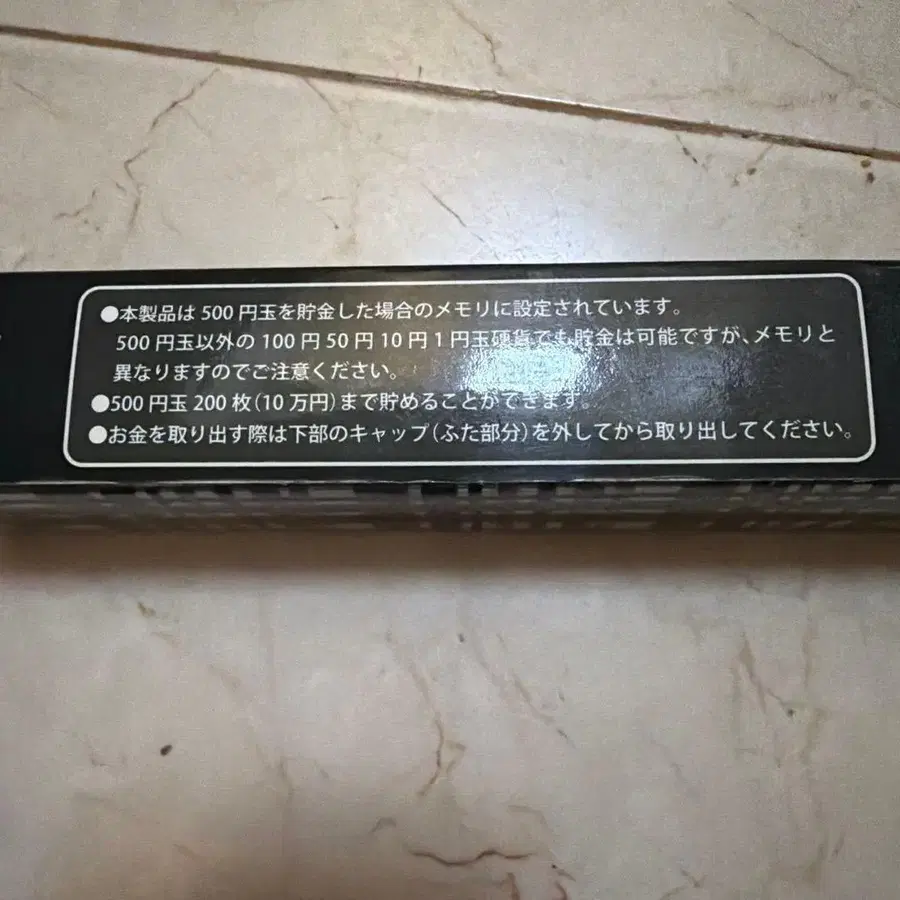 ●本製品は 500 円玉を貯金した場合のメモリに設定されています。
500 円玉以外の 100 円 50 円 10 円 1 円玉硬貨でも貯金は可能ですが、メモリと
異なりますのでご注意ください。
●500 円玉 200 枚(10 万円)まで貯めることができます。
●お金を取り出す際は下部のキャップ(ふた部分)を外してから取り出してください。